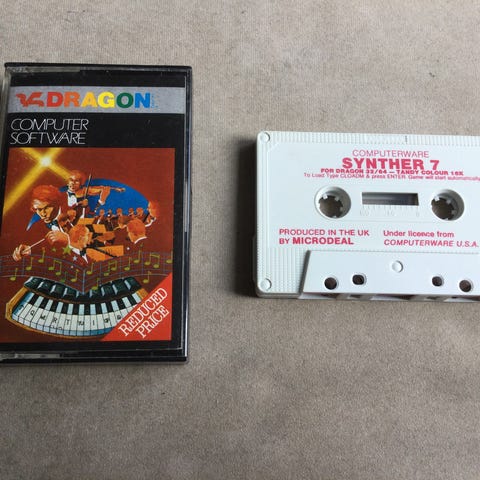 DRAGON
COMPUTER
SOFTWARE
REDUCED
PRICE
COMPUTERWARE
SYNTHER 7
FOR DRAGON 32/64 — TANDY COLOUR 16K
To Load Type CLOADM & press ENTER Game will start automatically
PRODUCED IN THE UK
BY MICRODEAL
Under licence from
COMPUTERWARE U.S.A.